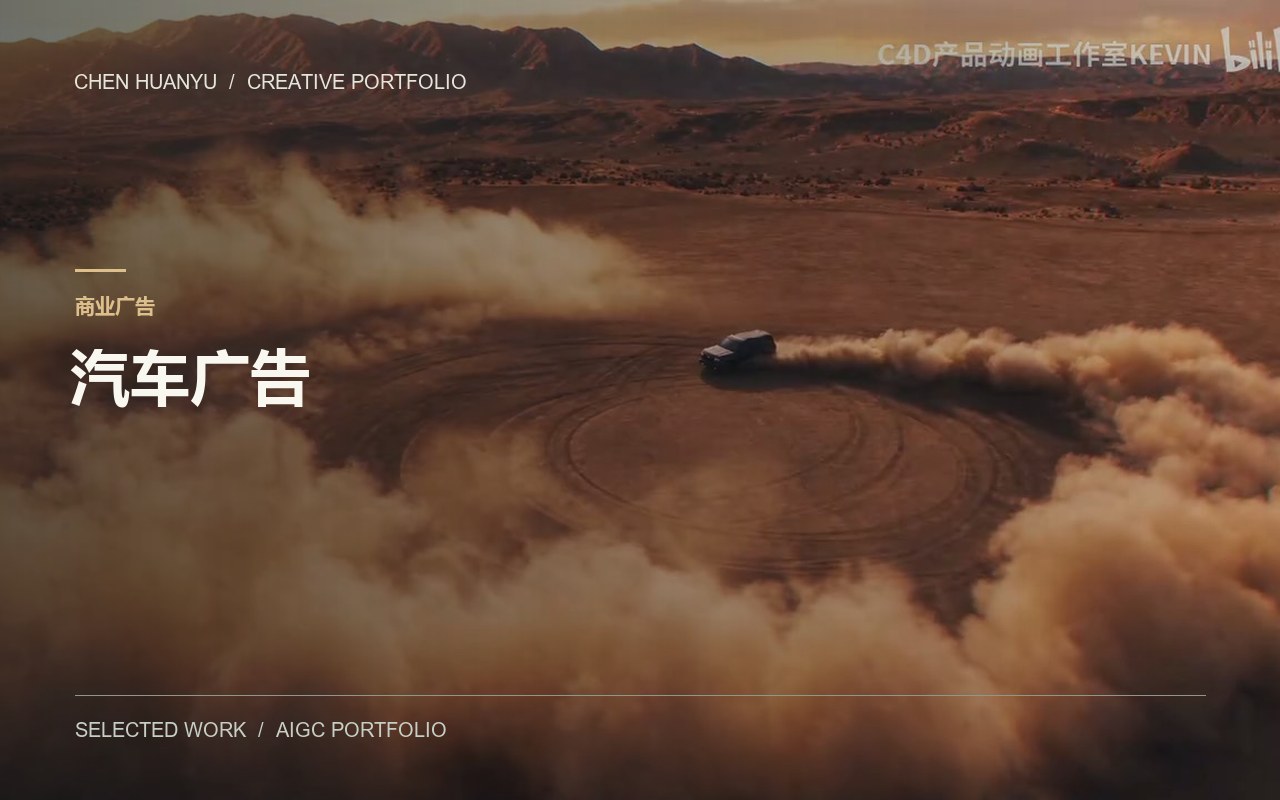 C4D产品动画工作室KEVIN bili
CHEN HUANYU / CREATIVE PORTFOLIO
商业广告
汽车广告
SELECTED WORK / AIGC PORTFOLIO